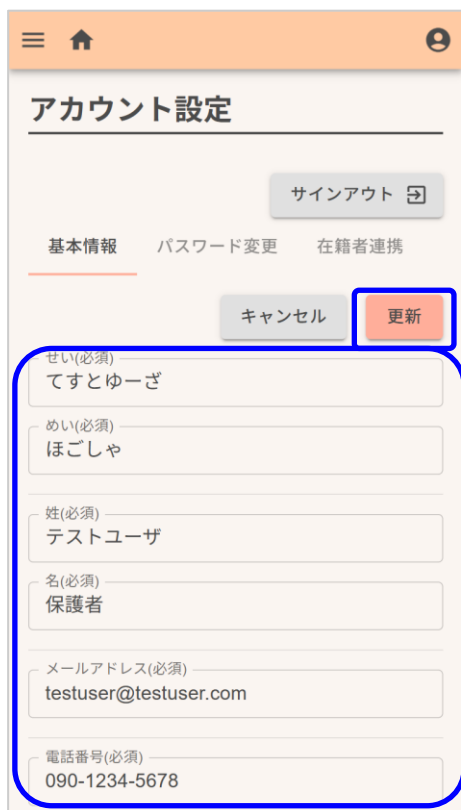 アカウント設定
サインアウト
基本情報 パスワード変更 在籍者連携
キャンセル 更新
せい(必須)
てすとゆーざ
めい(必須)
ほごしゃ
姓(必須)
テストユーザ
名(必須)
保護者
メールアドレス(必須)
testuser@testuser.com
電話番号(必須)
090-1234-5678